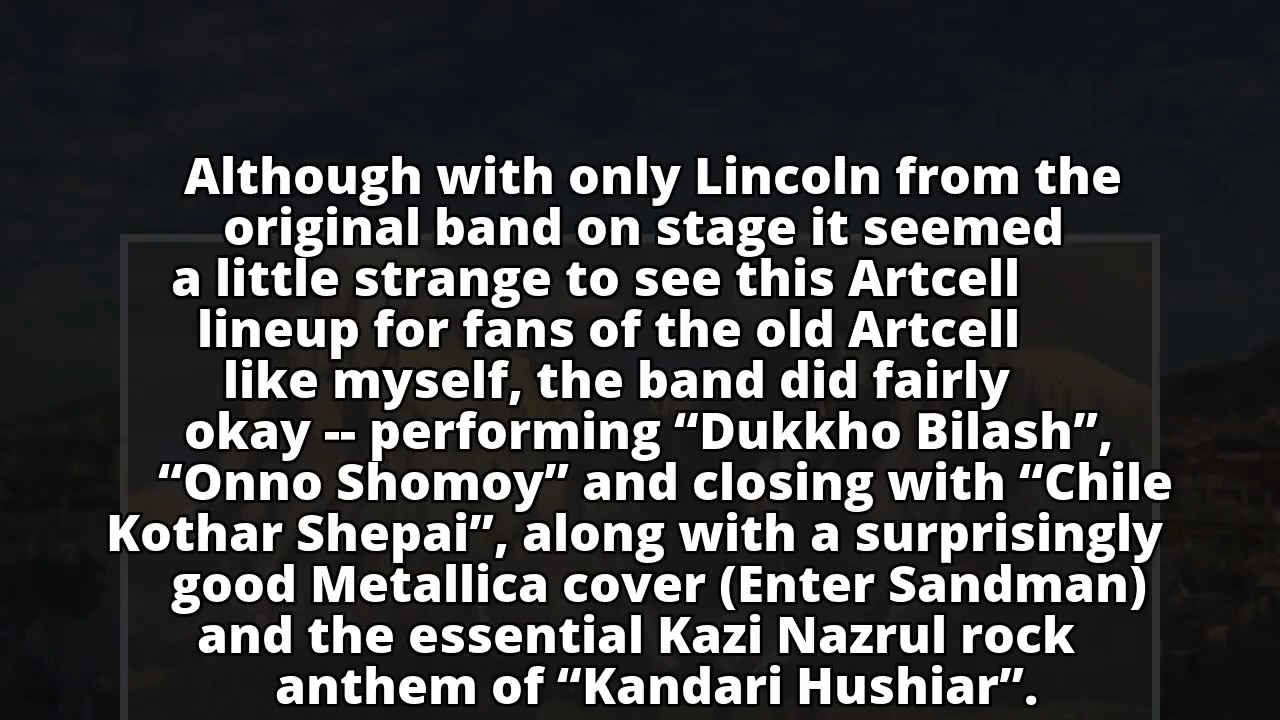 Although with only Lincoln from the
original band on stage it seemed
a little strange to see this Artcell
lineup for fans of the old Artcell
like myself, the band did fairly
okay -- performing “Dukkho Bilash”,
“Onno Shomoy” and closing with “Chile
Kothar Shepai”, along with a surprisingly
good Metallica cover (Enter Sandman)
and the essential Kazi Nazrul rock
anthem of “Kandari Hushiar”.